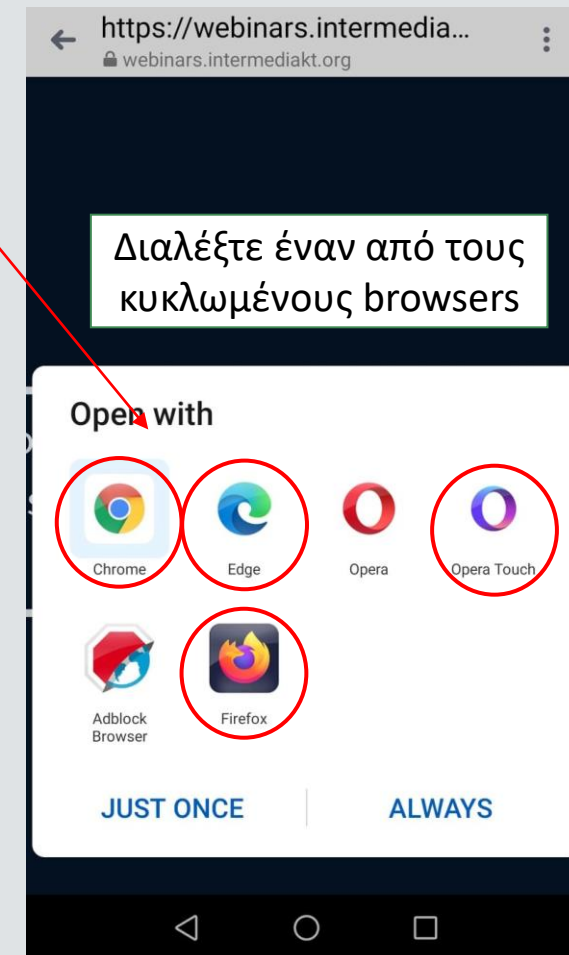 https://webinars.intermedia...
webinars.intermediakt.org
Διαλέξτε έναν από τους
κυκλωμένους browsers
Open with
Chrome
Edge
Opera
Opera Touch
Adblock
Browser
Firefox
JUST ONCE
ALWAYS